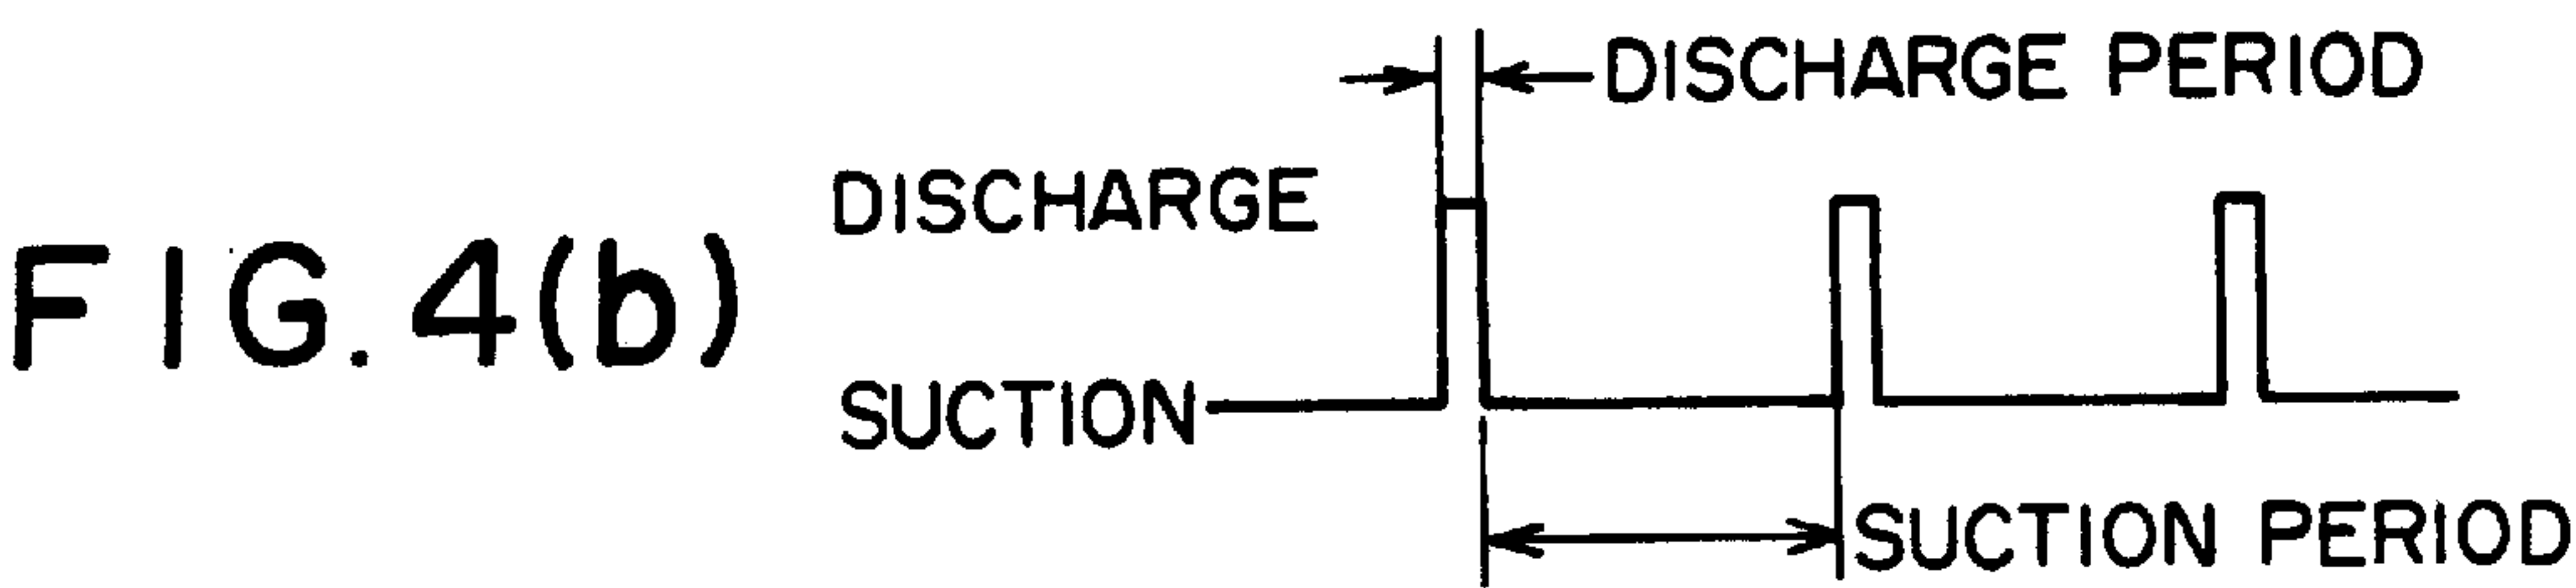 DISCHARGE PERIOD
DISCHARGE
FIG. 4(b)
SUCTION
SUCTION PERIOD